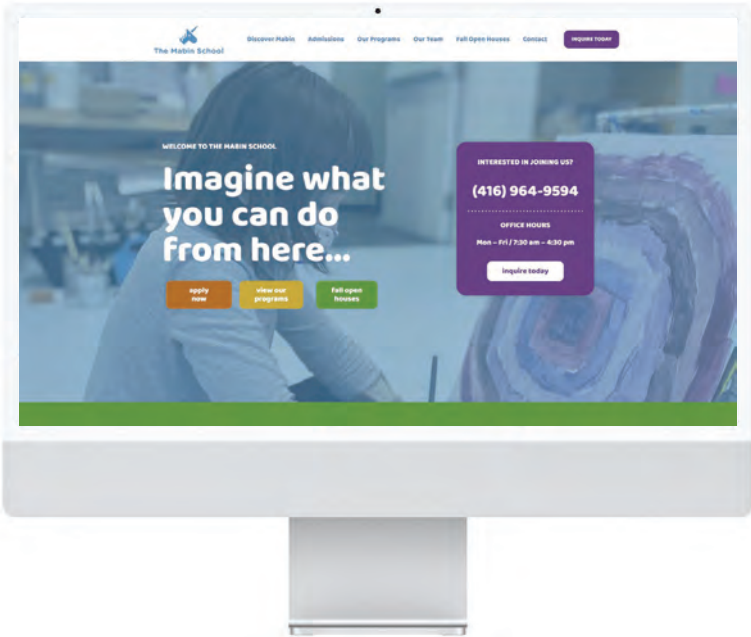 The Mabin School
Discover Mabin Admissions Our Programs Our Team Fall Open Houses Contact INQUIRE TODAY
WELCOME TO THE MABIN SCHOOL
Imagine what
you can do
from here...
apply
now
view our
programs
fall open
houses
INTERESTED IN JOINING US?
(416) 964-9594
OFFICE HOURS
Mon – Fri / 7:30 am – 4:30 pm
inquire today